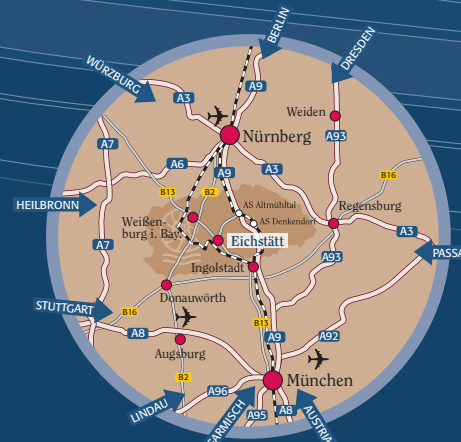 BERLIN
DRESDEN
WÜRZBURG
A9
A3
Weiden
Nürnberg
A93
A7
A6
A9
A3
B16
B13
B2
HEILBRONN
AS Altmühltal
Regensburg
Weißen-
burg i. Bay.
AS Denkendorf
A3
Eichstätt
A7
PASSA
Ingolstadt
A93
Donauwörth
STUTTGART
B16
B13
A8
A9
A92
Augsburg
B2
München
A96
LINDAU
A95
A8
GARMISCH
AUSTRIA